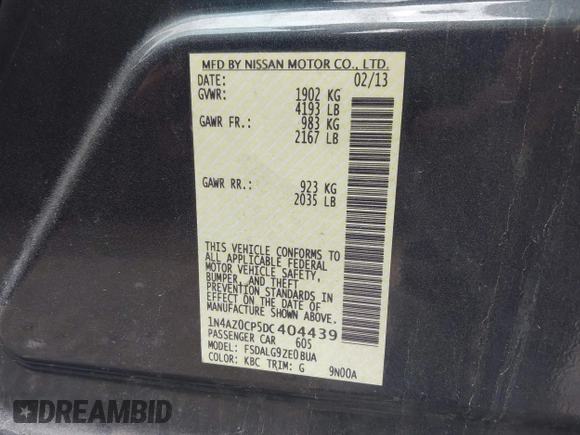 MFD BY NISSAN MOTOR CO., LTD.
DATE: 02/13
GVWR: 1902 KG
4193 LB
GAWR FR.: 983 KG
2167 LB
GAWR RR.: 923 KG
2035 LB
THIS VEHICLE CONFORMS TO
ALL APPLICABLE FEDERAL
MOTOR VEHICLE SAFETY,
BUMPER, AND THEFT
PREVENTION STANDARDS IN
EFFECT ON THE DATE OF
MANUFACTURE SHOWN ABOVE.
1N4AZ0CP5DC404439
PASSENGER CAR 605
MODEL: FSDALG9ZE0BUA
COLOR: KBC TRIM: G 9N00A
DREAMBID